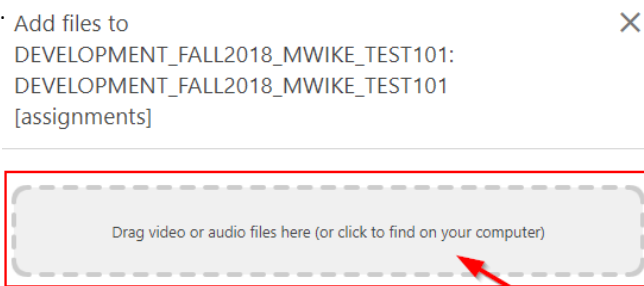 Add files to
DEVELOPMENT_FALL2018_MWIKE_TEST101:
DEVELOPMENT_FALL2018_MWIKE_TEST101
[assignments]
Drag video or audio files here (or click to find on your computer)